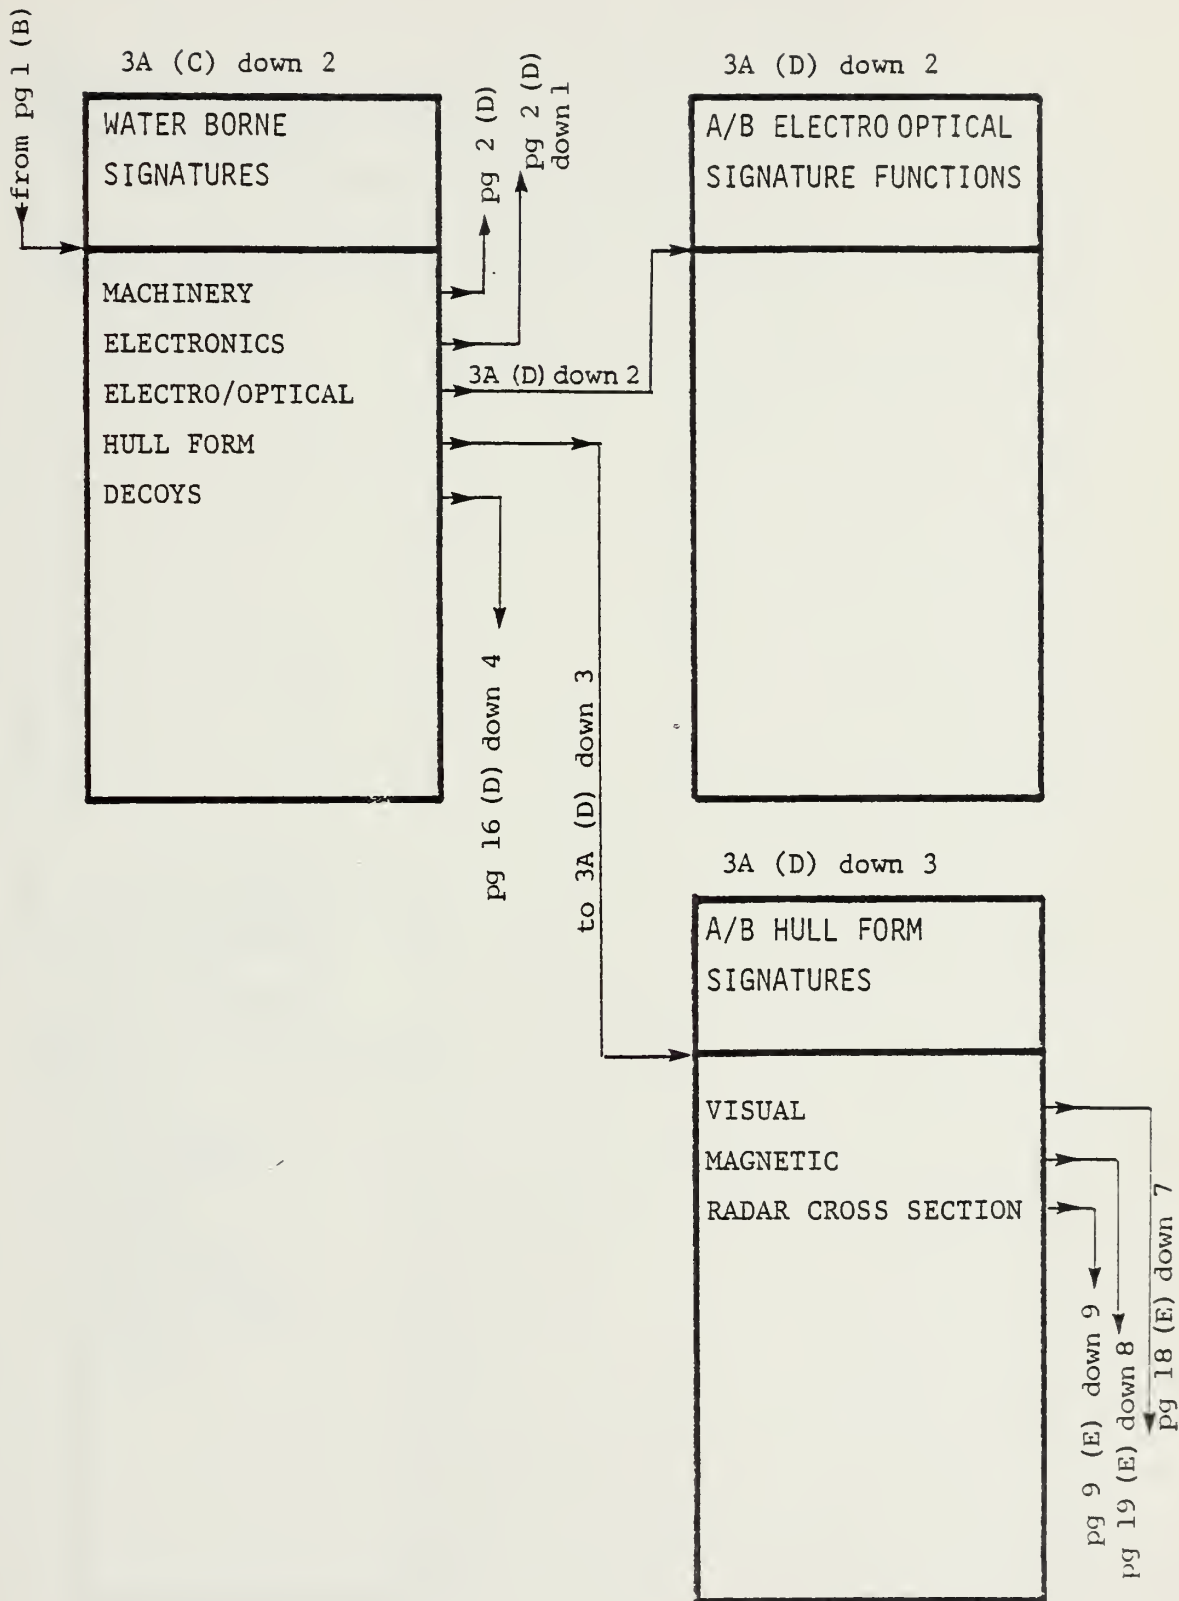 from pg 1 (B)
3A (C) down 2
WATER BORNE
SIGNATURES
MACHINERY
ELECTRONICS
ELECTRO/OPTICAL
HULL FORM
DECOYS
pg 2 (D)
pg 2 (D)
down 1
3A (D) down 2
pg 16 (D) down 4
to 3A (D) down 3
3A (D) down 2
A/B ELECTRO OPTICAL
SIGNATURE FUNCTIONS
3A (D) down 3
A/B HULL FORM
SIGNATURES
VISUAL
MAGNETIC
RADAR CROSS SECTION
pg 9 (E) down 9
pg 19 (E) down 8
pg 18 (E) down 7